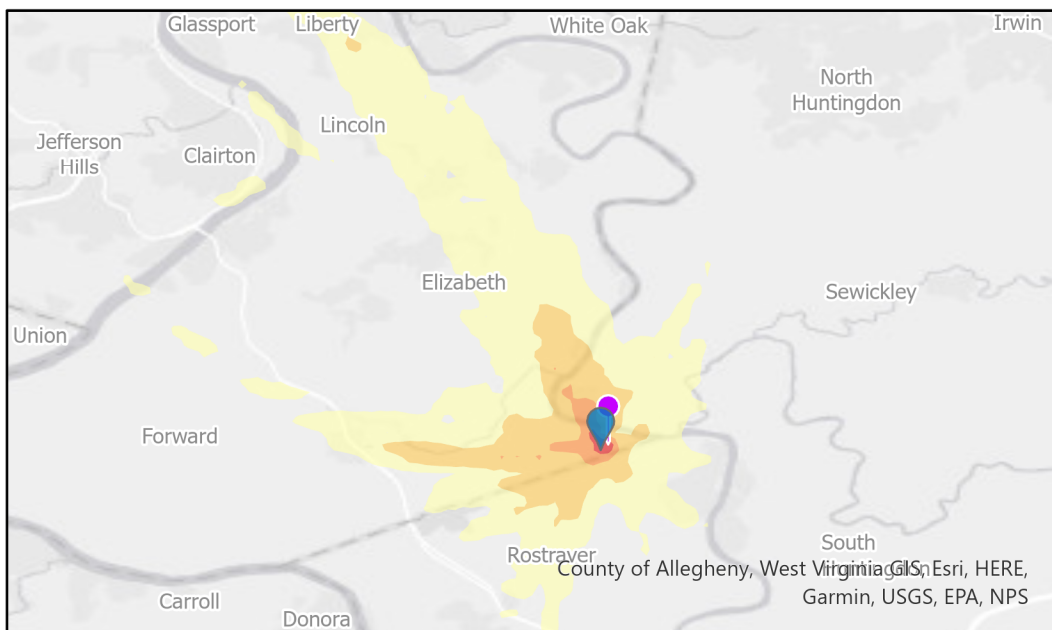 Glassport
Liberty
White Oak
Irwin
North
Huntingdon
Lincoln
Jefferson
Hills
Clairton
Elizabeth
Sewickley
Union
Forward
Rostraver
South
County of Allegheny, West Virginia GIS, Esri, HERE,
Garmin, USGS, EPA, NPS
Carroll
Donora